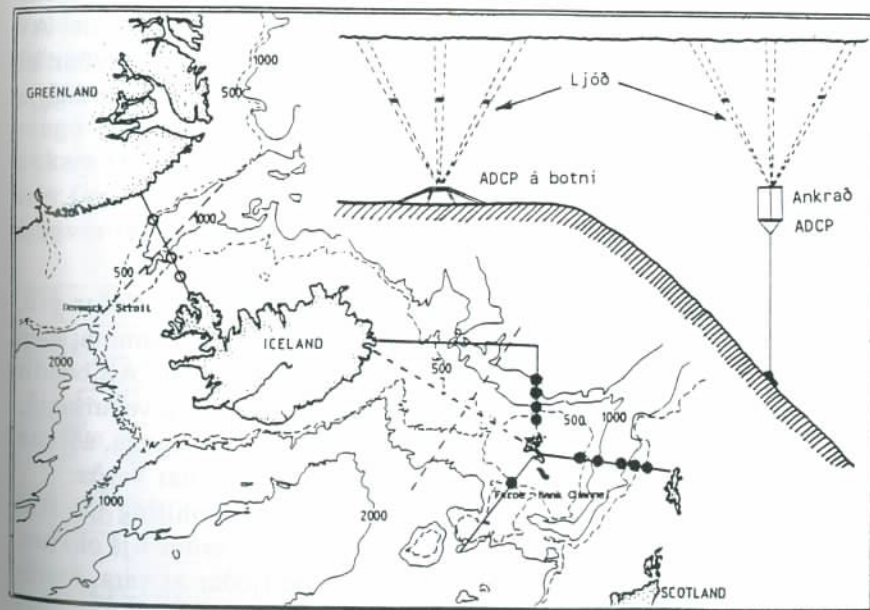 GREENLAND
1000
500
Ljóð
ADCP á botni
Ankrað
ADCP
1000
500
Denmark Strait
ICELAND
2000
500
500
1000
Faroe-Bank Channel
1000
2000
SCOTLAND